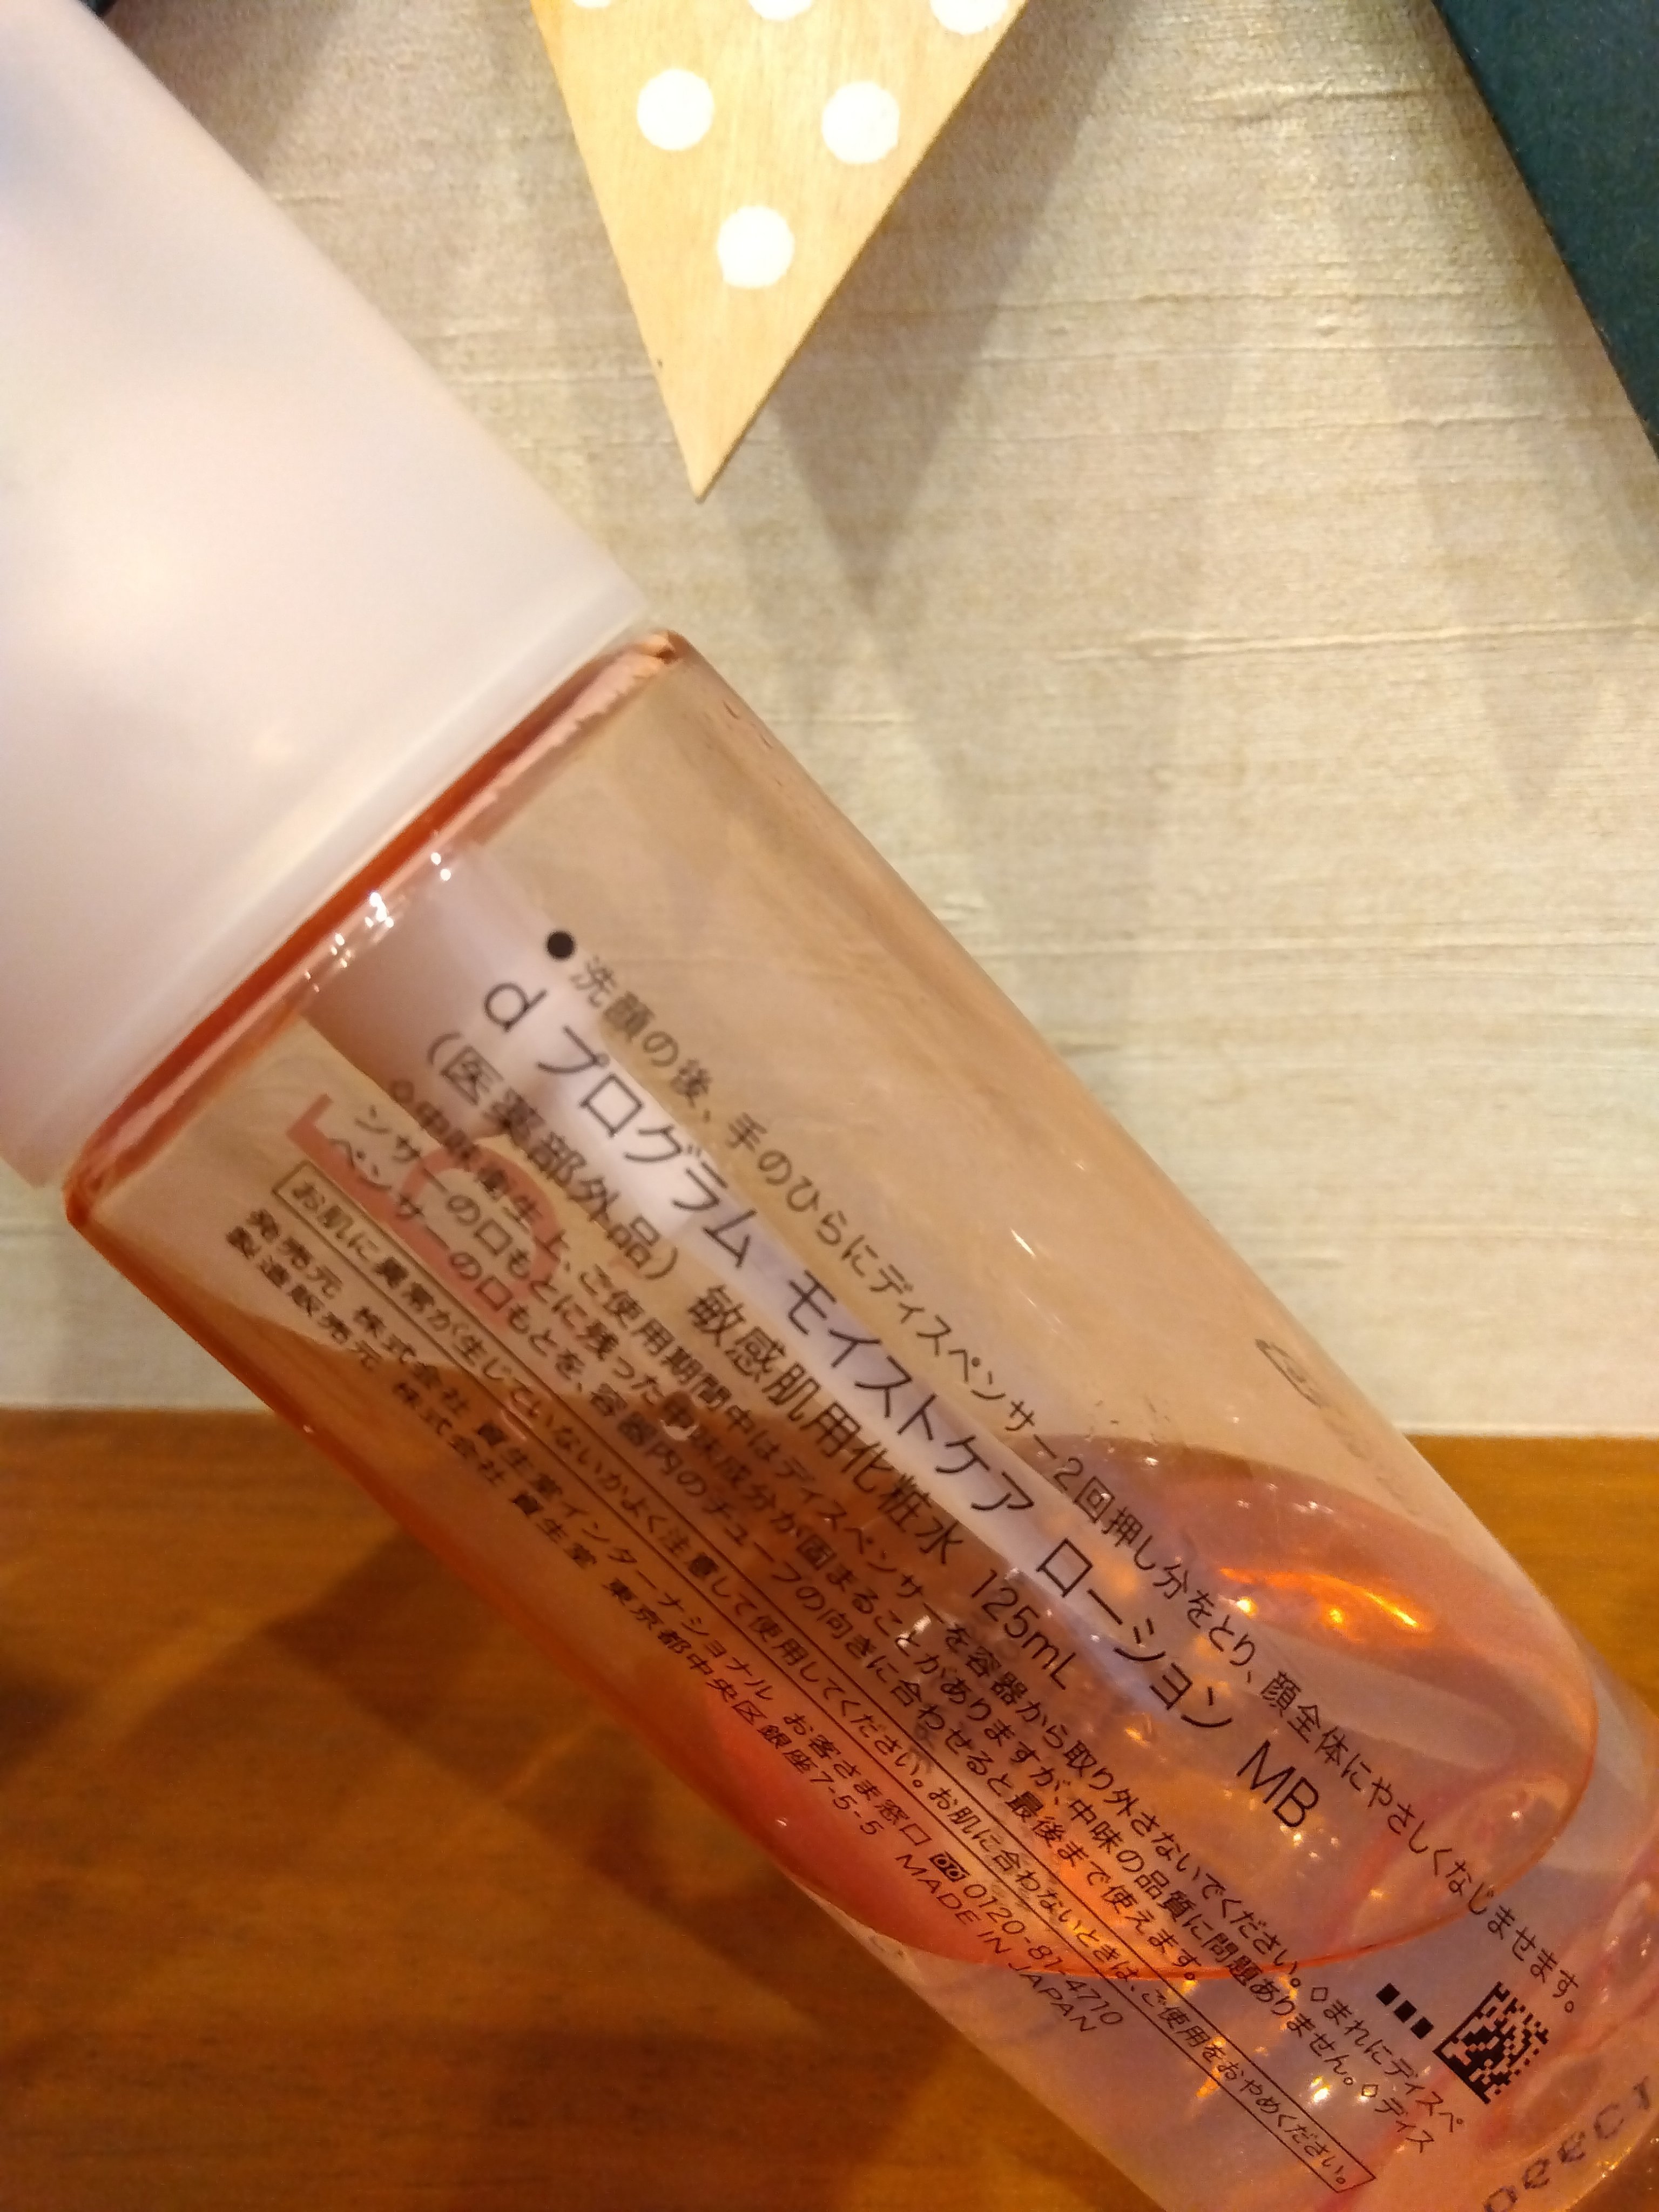 ●洗顔の後、手のひらにディスペンサー2回押し分をとり、顔全体にやさしくなじませます。
d プログラム モイストケア ローション MB
（医薬部外品）敏感肌用化粧水 125mL
◇中味衛生上、ご使用期間中はディスペンサーを容器から取り外さないでください。◇まれにディスペ
ンサーの口もとに残った中味成分が固まることがありますが、中味の品質に問題ありません。◇ディス
ペンサーの口もとを、容器内のチューブの向きに合わせると最後まで使えます。
お肌に異常が生じていないかよく注意して使用してください。お肌に合わないときは、ご使用をおやめください。
発売元 株式会社 資生堂インターナショナル お客さま窓口 0120-81-4710
製造販売元 株式会社 資生堂 東京都中央区銀座7-5-5 MADE IN JAPAN